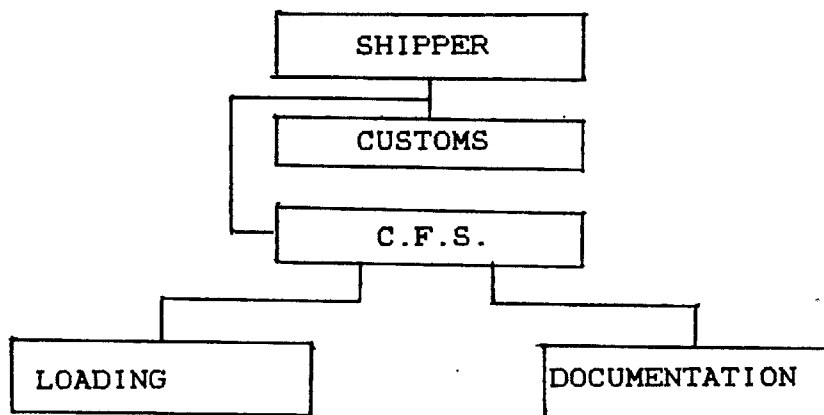 SHIPPER
CUSTOMS
C.F.S.
LOADING
DOCUMENTATION